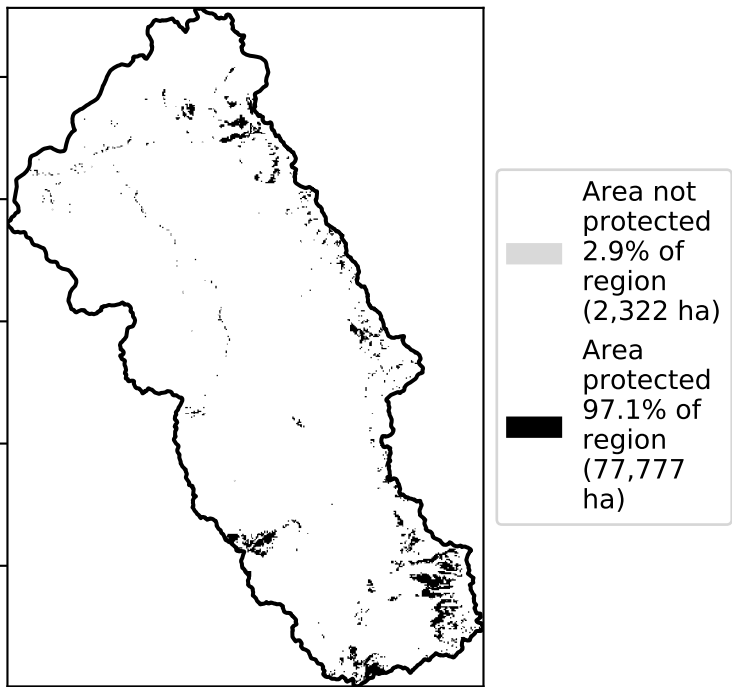 Area not
protected
2.9% of
region
(2,322 ha)
Area
protected
97.1% of
region
(77,777
ha)